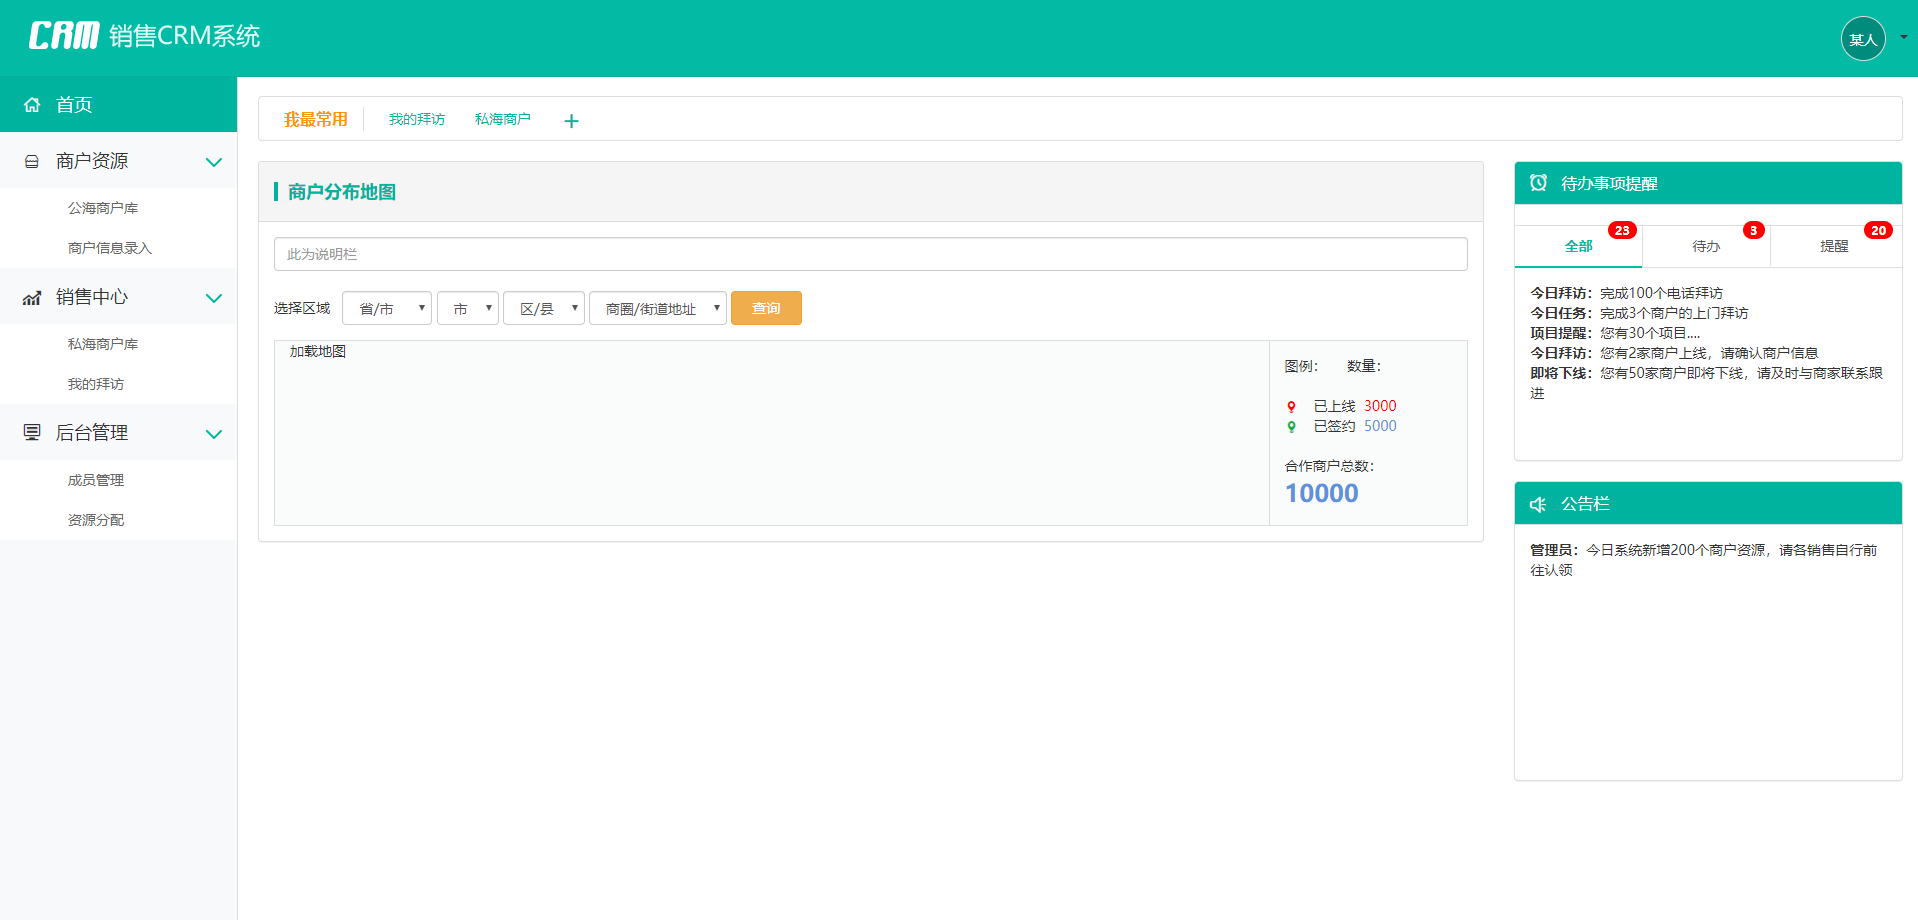 CRM 销售CRM系统
某人
首页
商户资源
公海商户库
商户信息录入
销售中心
私海商户库
我的拜访
后台管理
成员管理
资源分配
我最常用 我的拜访 私海商户 +
商户分布地图
此为说明栏
选择区域 省/市 市 区/县 商圈/街道地址 查询
加载地图
图例： 数量：
已上线 3000
已签约 5000
合作商户总数：
10000
待办事项提醒
全部 23 待办 3 提醒 20
今日拜访：完成100个电话拜访
今日任务：完成3个商户的上门拜访
项目提醒：您有30个项目....
今日拜访：您有2家商户上线，请确认商户信息
即将下线：您有50家商户即将下线，请及时与商家联系跟
进
公告栏
管理员：今日系统新增200个商户资源，请各销售自行前
往认领